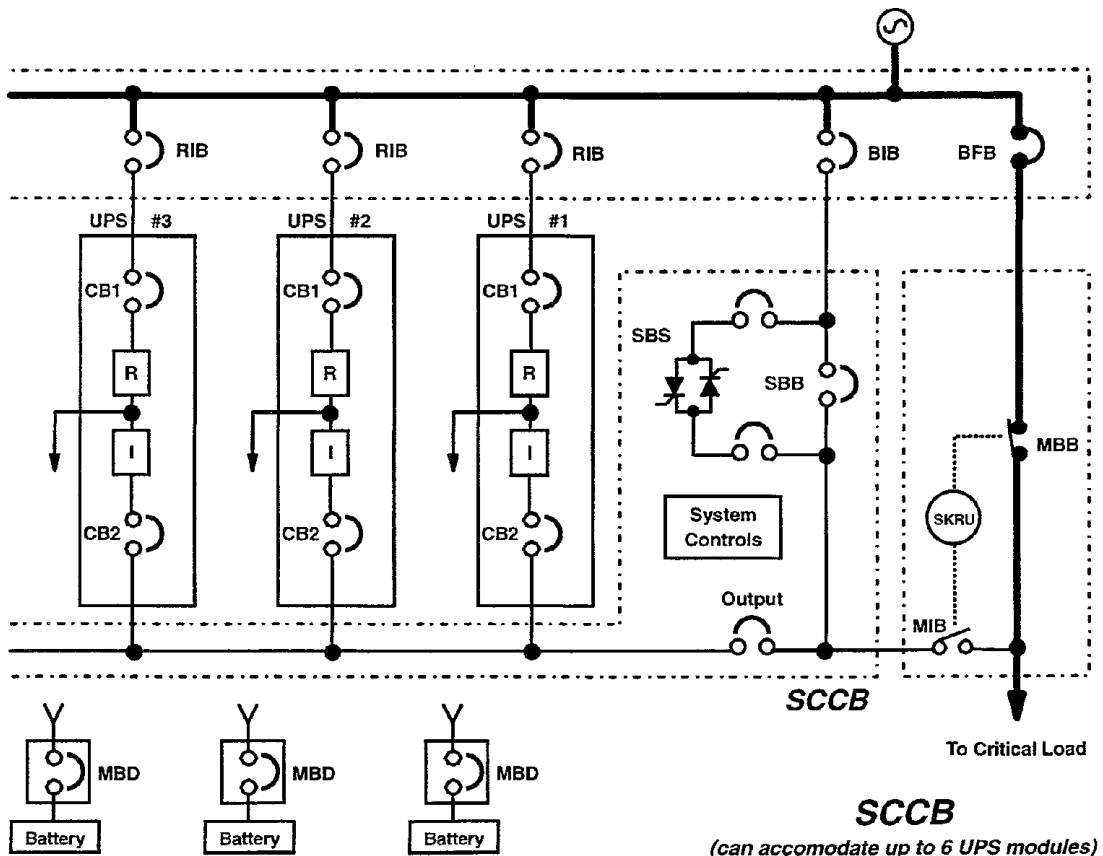 RIB
RIB
RIB
BIB
BFB
UPS #3
UPS #2
UPS #1
CB1
CB1
CB1
SBS
R
R
R
SBB
I
I
I
MBB
CB2
CB2
CB2
System
Controls
SKRU
Output
MIB
SCCB
To Critical Load
MBD
MBD
MBD
Battery
Battery
Battery
SCCB
(can accomodate up to 6 UPS modules)